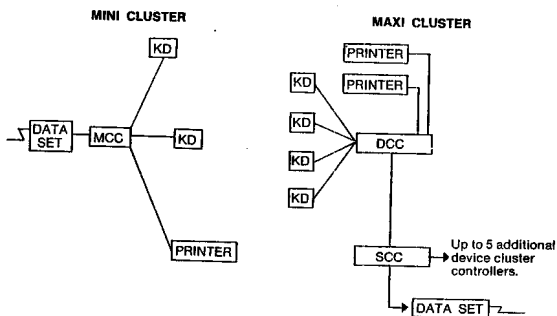 MINI CLUSTER
KD
DATA
SET
MCC
KD
PRINTER
MAXI CLUSTER
PRINTER
PRINTER
KD
KD
KD
KD
DCC
SCC
Up to 5 additional
device cluster
controllers.
DATA SET